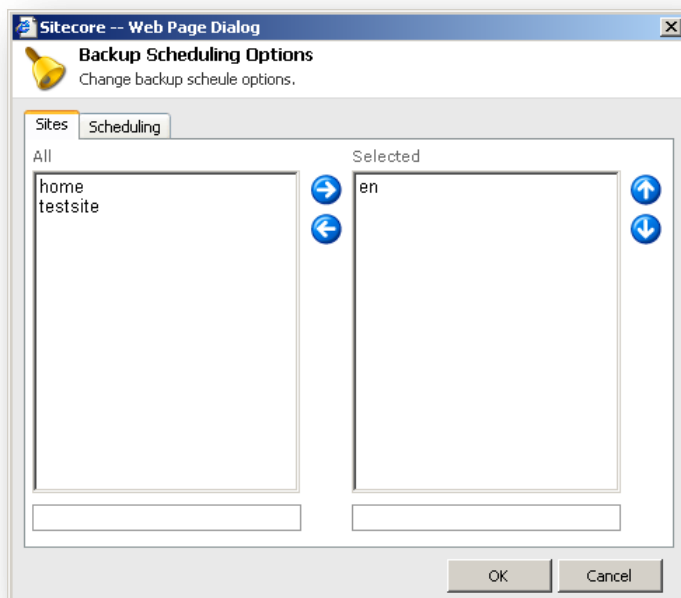 Sitecore -- Web Page Dialog
Backup Scheduling Options
Change backup scheule options.
Sites Scheduling
All Selected
home en
testsite
OK Cancel